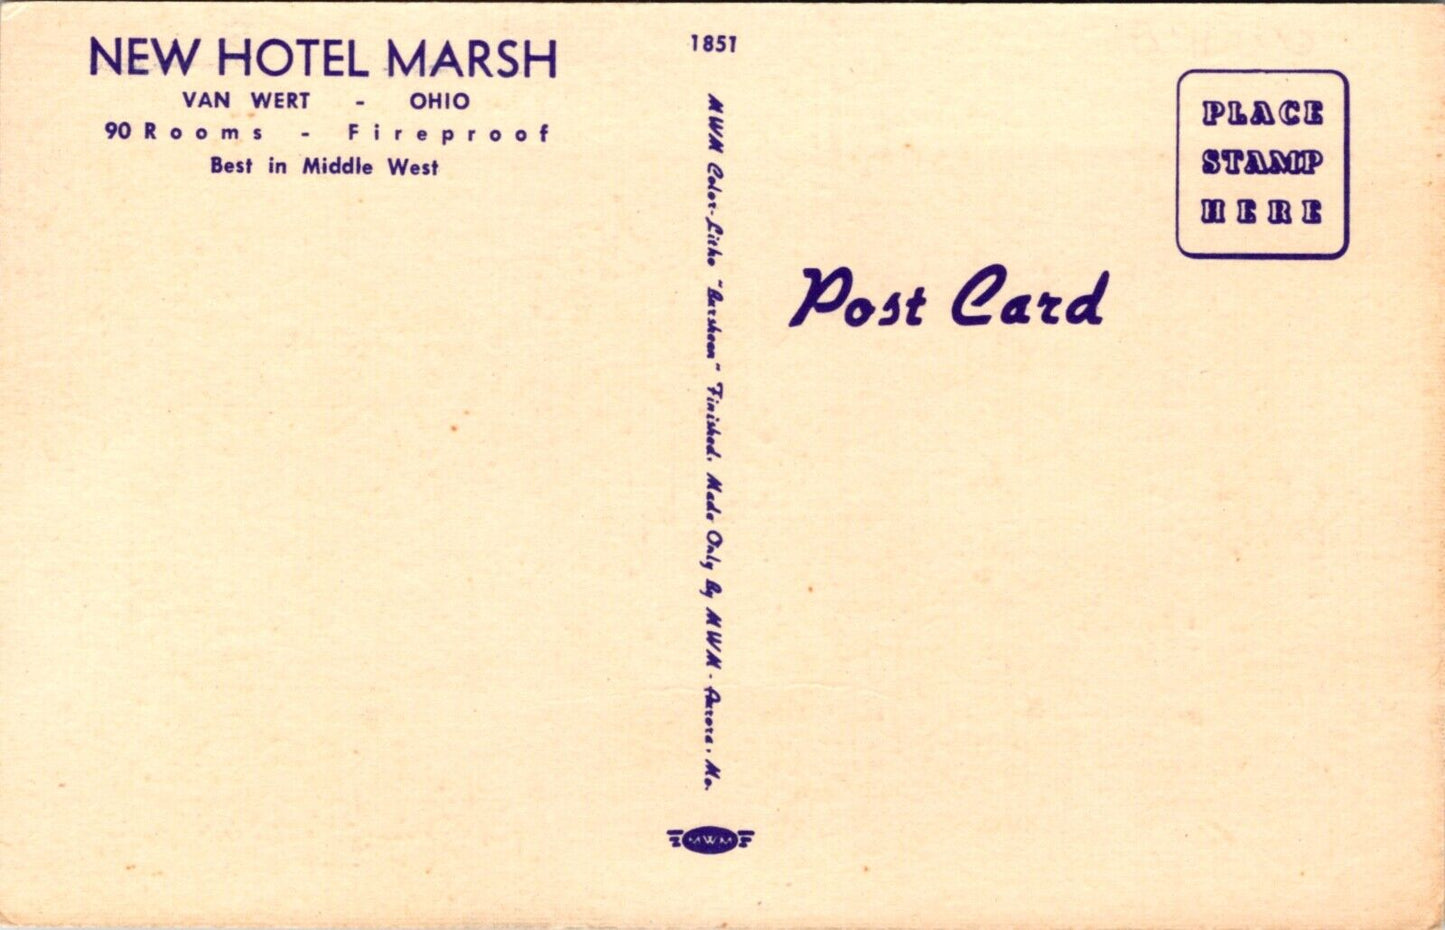 NEW HOTEL MARSH
VAN WERT - OHIO
90 Rooms - Fireproof
Best in Middle West
1851
MWM Color-Litho "Barsheen" Finished. Made Only By MWM - Aurora, Mo.
MWM
PLACE
STAMP
HERE
Post Card